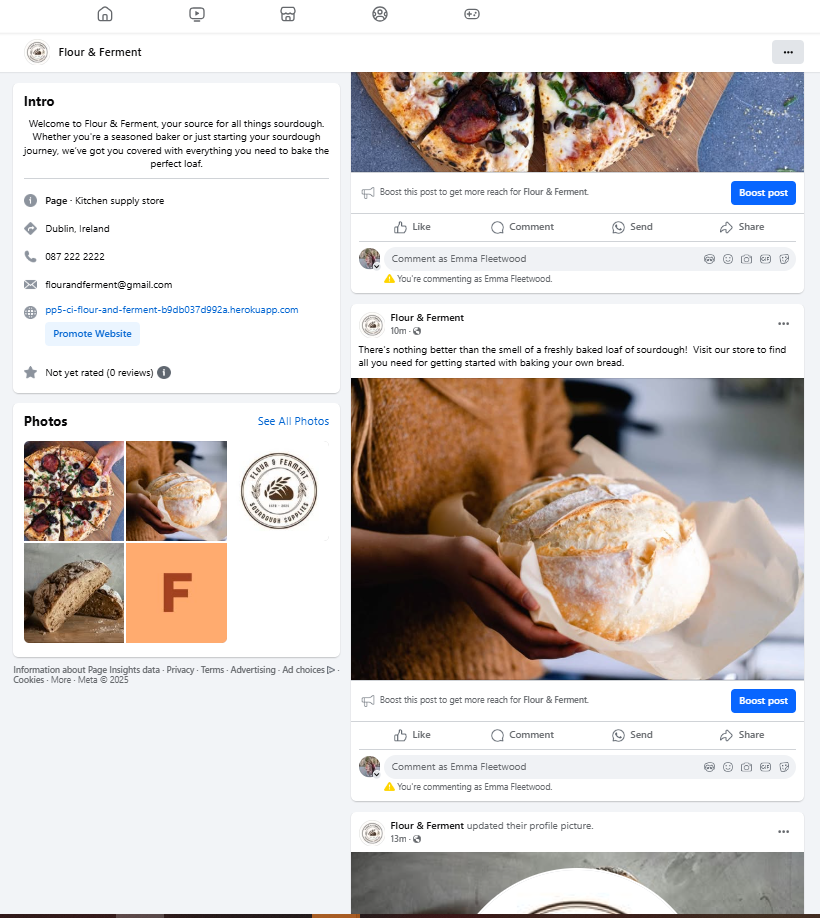 Flour & Ferment
...
Intro
Welcome to Flour & Ferment, your source for all things sourdough.
Whether you're a seasoned baker or just starting your sourdough
journey, we've got you covered with everything you need to bake the
perfect loaf.
Page · Kitchen supply store
Dublin, Ireland
087 222 2222
flourandferment@gmail.com
pp5-ci-flour-and-ferment-b9db037d992a.herokuapp.com
Promote Website
Not yet rated (0 reviews)
Photos
See All Photos
FLOUR & FERMENT
SOURDOUGH SUPPLIES
F
Information about Page Insights data · Privacy · Terms · Advertising · Ad choices ·
Cookies · More · Meta © 2025
Boost this post to get more reach for Flour & Ferment.
Boost post
Like
Comment
Send
Share
Comment as Emma Fleetwood
GIF
You're commenting as Emma Fleetwood.
Flour & Ferment
10m ·
There's nothing better than the smell of a freshly baked loaf of sourdough! Visit our store to find
all you need for getting started with baking your own bread.
Boost this post to get more reach for Flour & Ferment.
Boost post
Like
Comment
Send
Share
Comment as Emma Fleetwood
GIF
You're commenting as Emma Fleetwood.
Flour & Ferment updated their profile picture.
13m ·